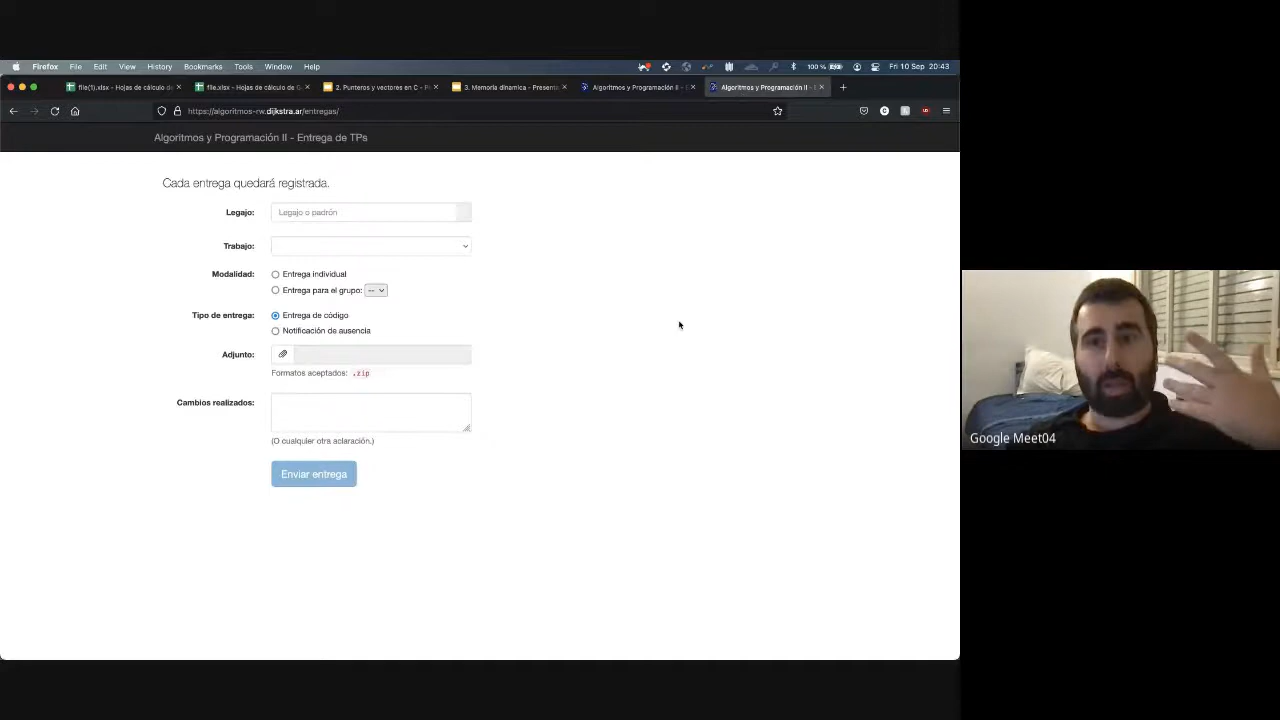 Firefox File Edit View History Bookmarks Tools Window Help 100 % Fri 10 Sep 20:43
file(1).xlsx - Hojas de cálculo de file.xlsx - Hojas de cálculo de G 2. Punteros y vectores en C - Pr 3. Memoria dinamica - Presenta Algoritmos y Programación II - E Algoritmos y Programación II - E
https://algoritmos-rw.dijkstra.ar/entregas/
Algoritmos y Programación II - Entrega de TPs
Cada entrega quedará registrada.
Legajo: Legajo o padrón
Trabajo:
Modalidad: Entrega individual
Entrega para el grupo: --
Tipo de entrega: Entrega de código
Notificación de ausencia
Adjunto:
Formatos aceptados: .zip
Cambios realizados:
(O cualquier otra aclaración.)
Enviar entrega
Google Meet04